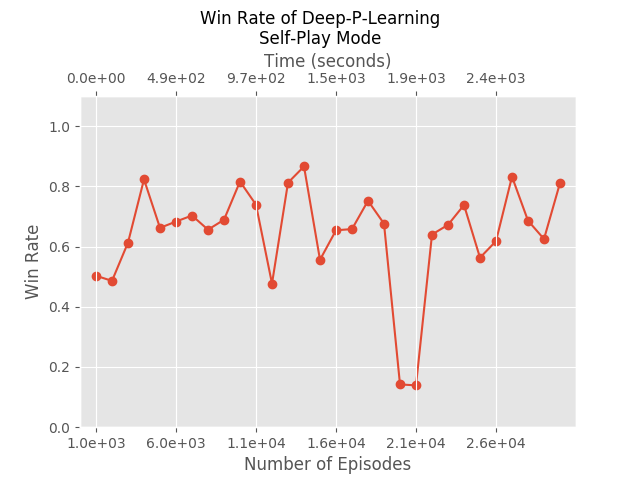 Win Rate of Deep-P-Learning
Self-Play Mode
Time (seconds)
0.0e+00 4.9e+02 9.7e+02 1.5e+03 1.9e+03 2.4e+03
1.0
0.8
0.6
0.4
0.2
0.0
Win Rate
1.0e+03 6.0e+03 1.1e+04 1.6e+04 2.1e+04 2.6e+04
Number of Episodes